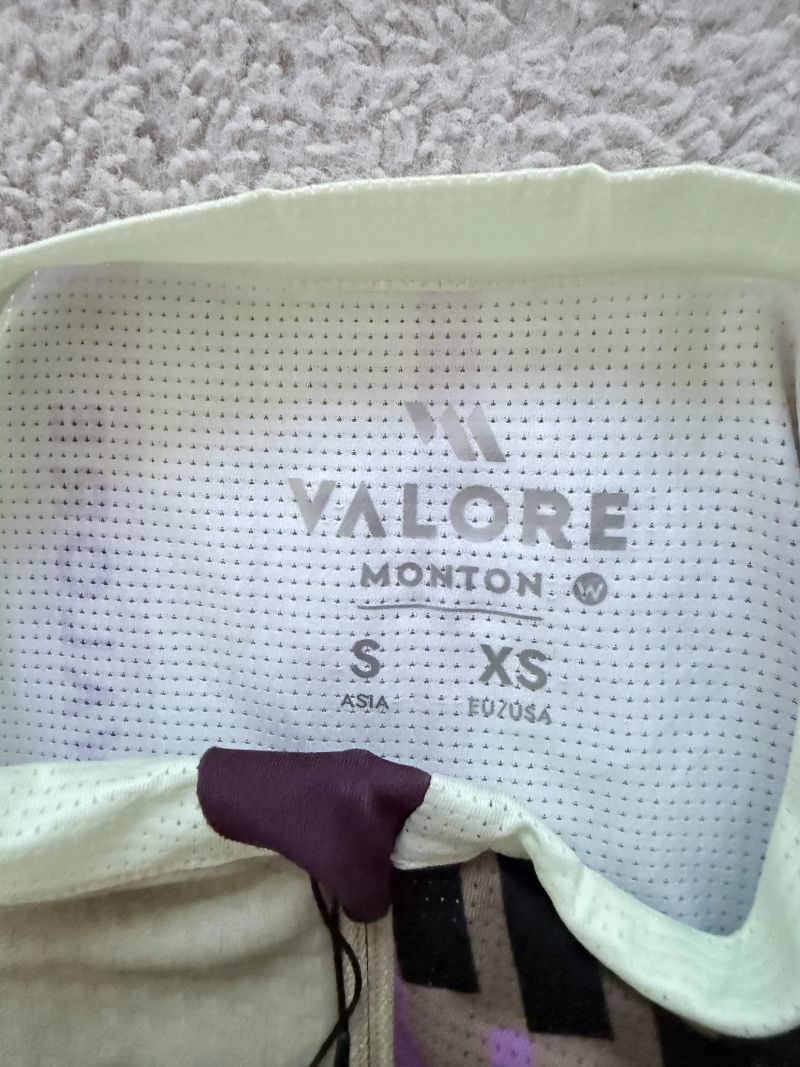 VALORE
MONTON W
S XS
ASIA EU/USA